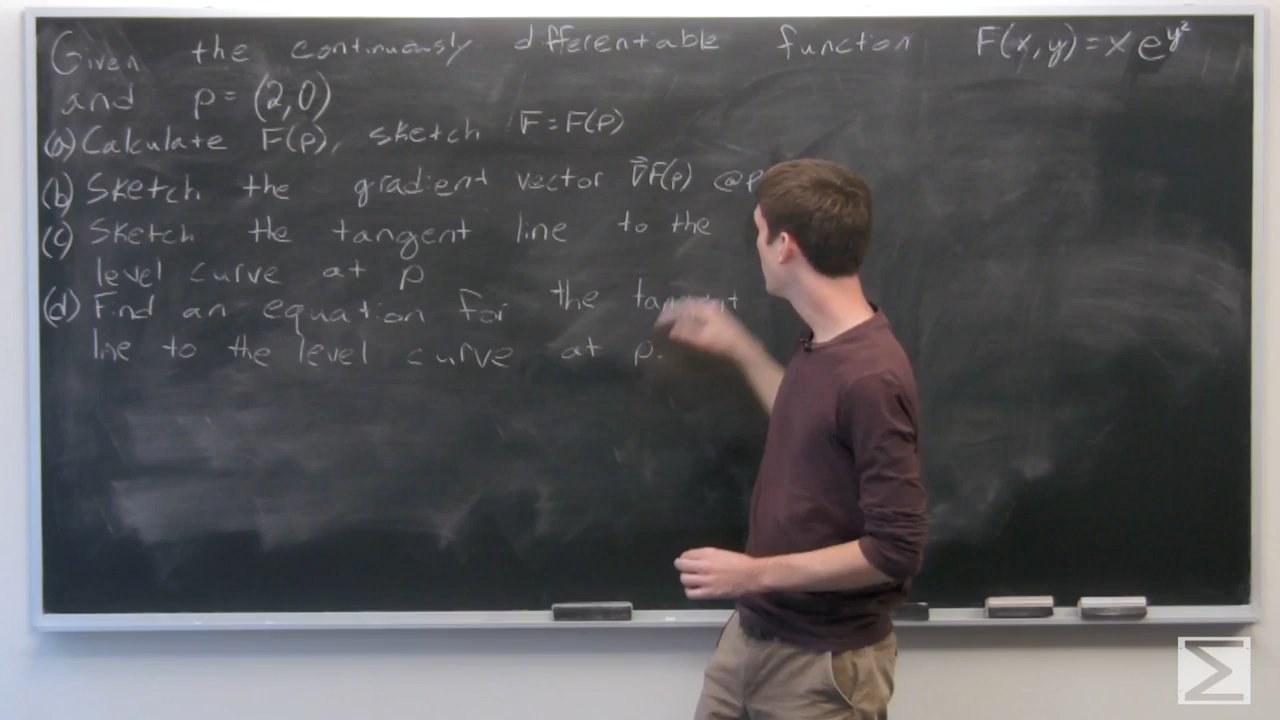 Given the continuously differentiable function F(x,y) = x e^{y^2}
and p = (2,0)
(a) Calculate F(p), sketch F = F(p)
(b) Sketch the gradient vector ∇⃗F(p) @ p
(c) Sketch the tangent line to the
level curve at p
(d) Find an equation for the tangent
line to the level curve at p.
Σ